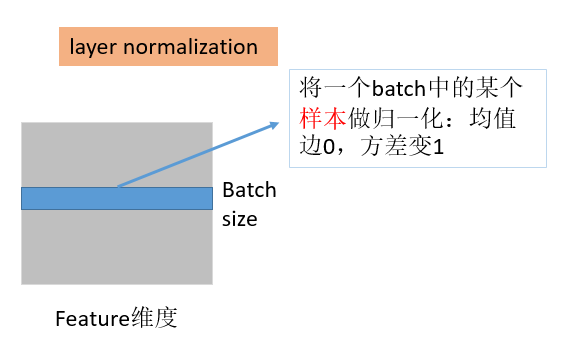 layer normalization
将一个batch中的某个
样本做归一化：均值
边0，方差变1
Batch
size
Feature维度